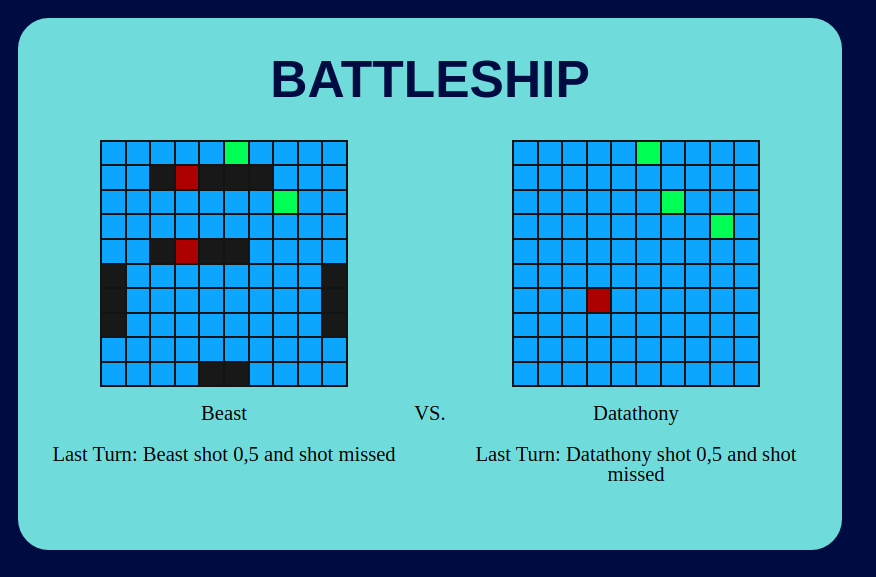 BATTLESHIP
Beast
VS.
Datathony
Last Turn: Beast shot 0,5 and shot missed
Last Turn: Datathony shot 0,5 and shot
missed